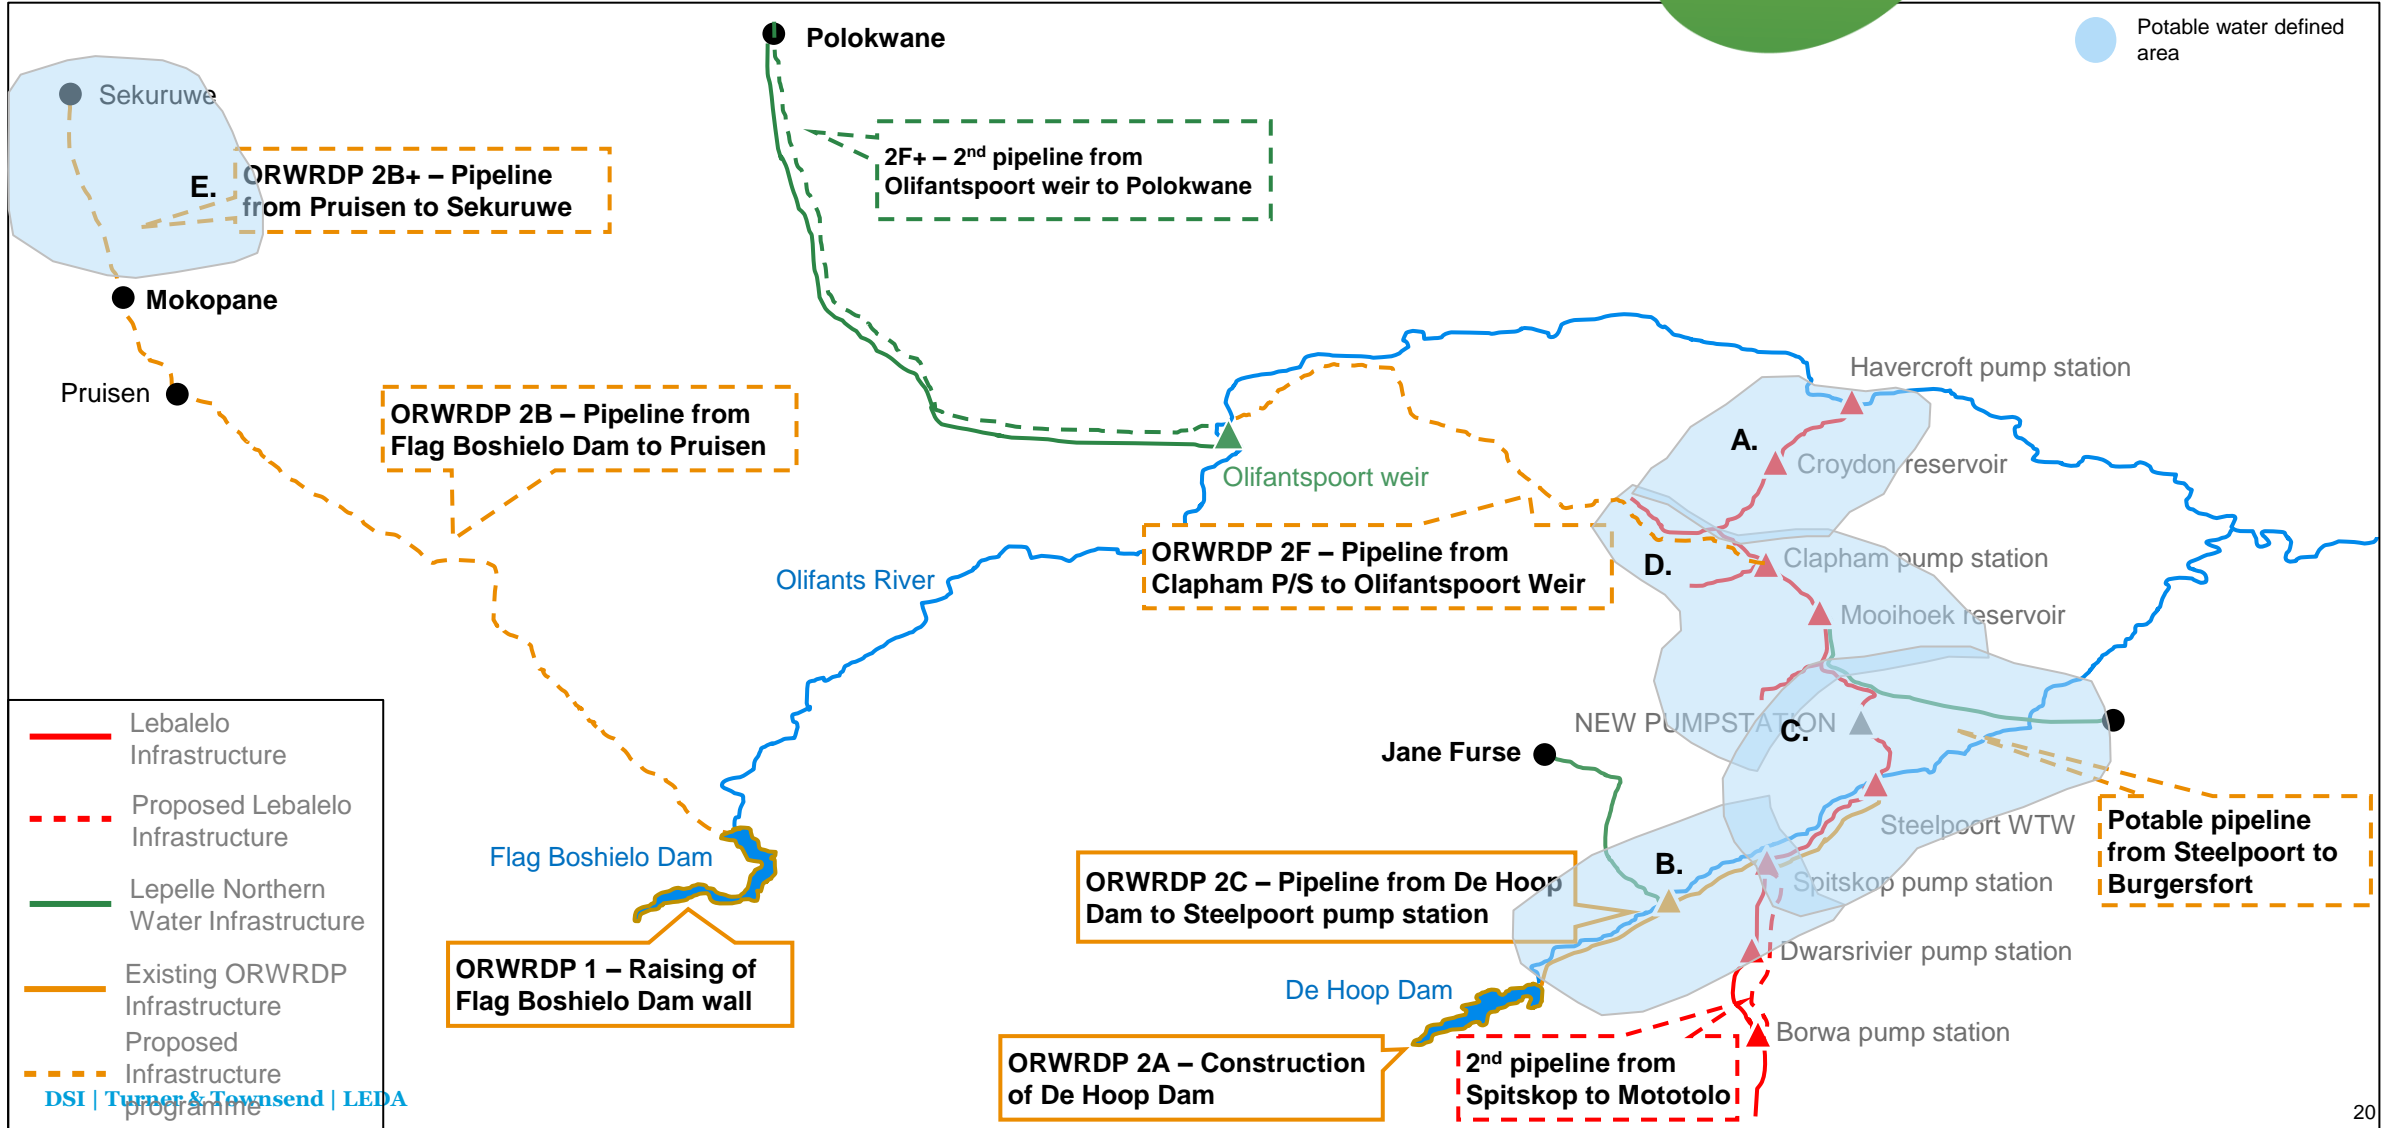 Polokwane
Potable water defined
area
Sekuruwe
2F+ – 2nd pipeline from
Olifantspoort weir to Polokwane
E.
ORWRDP 2B+ – Pipeline
from Pruisen to Sekuruwe
Mokopane
Pruisen
ORWRDP 2B – Pipeline from
Flag Boshielo Dam to Pruisen
Havercroft pump station
A.
Croydon reservoir
Olifantspoort weir
ORWRDP 2F – Pipeline from
Clapham P/S to Olifantspoort Weir
D.
Clapham pump station
Olifants River
Mooihoek reservoir
NEW PUMPSTATION
C.
Jane Furse
Lebalelo
Infrastructure
Proposed Lebalelo
Infrastructure
Lepelle Northern
Water Infrastructure
Existing ORWRDP
Infrastructure
Proposed
Infrastructure
programme
Flag Boshielo Dam
ORWRDP 1 – Raising of
Flag Boshielo Dam wall
ORWRDP 2C – Pipeline from De Hoop
Dam to Steelpoort pump station
B.
Steelpoort WTW
Potable pipeline
from Steelpoort to
Burgersfort
Spitskop pump station
Dwarsrivier pump station
De Hoop Dam
Borwa pump station
ORWRDP 2A – Construction
of De Hoop Dam
2nd pipeline from
Spitskop to Mototolo
DSI | Turner & Townsend | LEDA
20